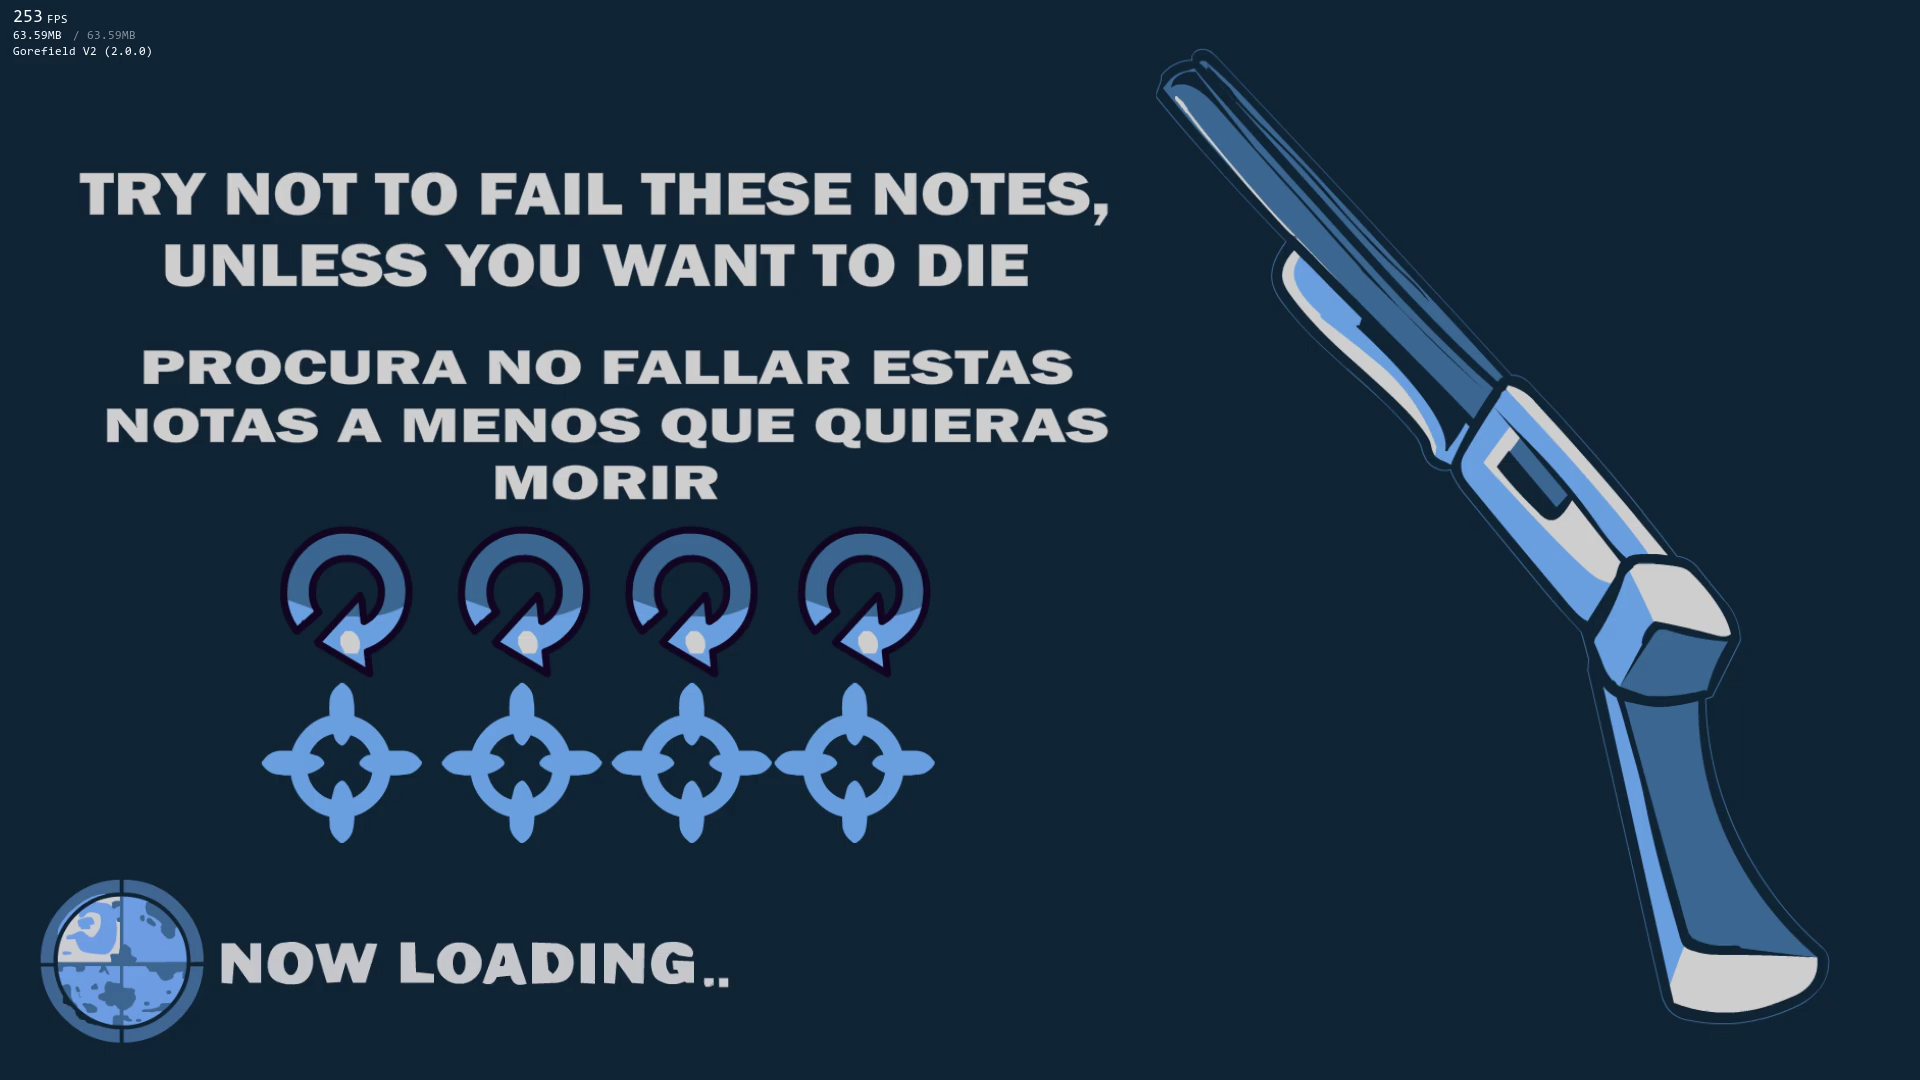 253 FPS
63.59MB / 63.59MB
Gorefield V2 (2.0.0)
TRY NOT TO FAIL THESE NOTES,
UNLESS YOU WANT TO DIE
PROCURA NO FALLAR ESTAS
NOTAS A MENOS QUE QUIERAS
MORIR
NOW LOADING..